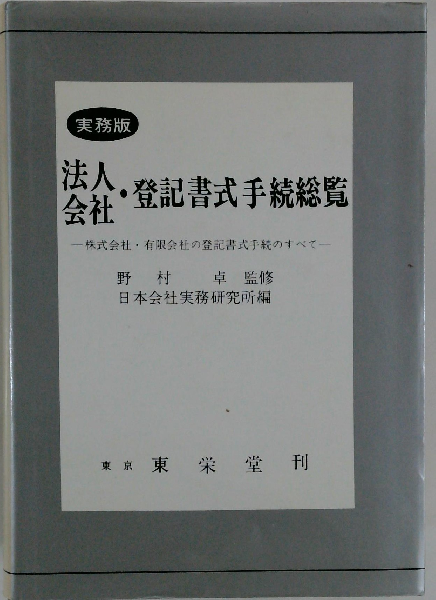 実務版
法人
会社・登記書式手続総覧
―株式会社・有限会社の登記書式手続のすべて―
野村卓 監修
日本会社実務研究所編
東京 東栄堂刊